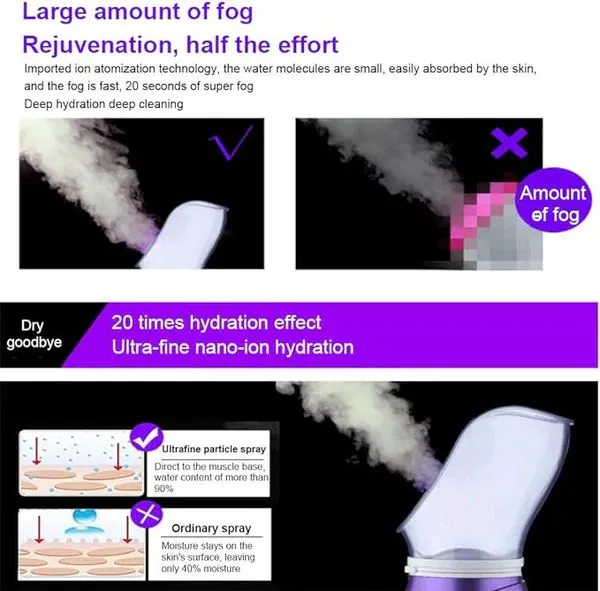 Large amount of fog
Rejuvenation, half the effort
Imported ion atomization technology, the water molecules are small, easily absorbed by the skin,
and the fog is fast, 20 seconds of super fog
Deep hydration deep cleaning
Amount
of fog
Dry
goodbye
20 times hydration effect
Ultra-fine nano-ion hydration
Ultrafine particle spray
Direct to the muscle base,
water content of more than
90%
Ordinary spray
Moisture stays on the
skin's surface, leaving
only 40% moisture